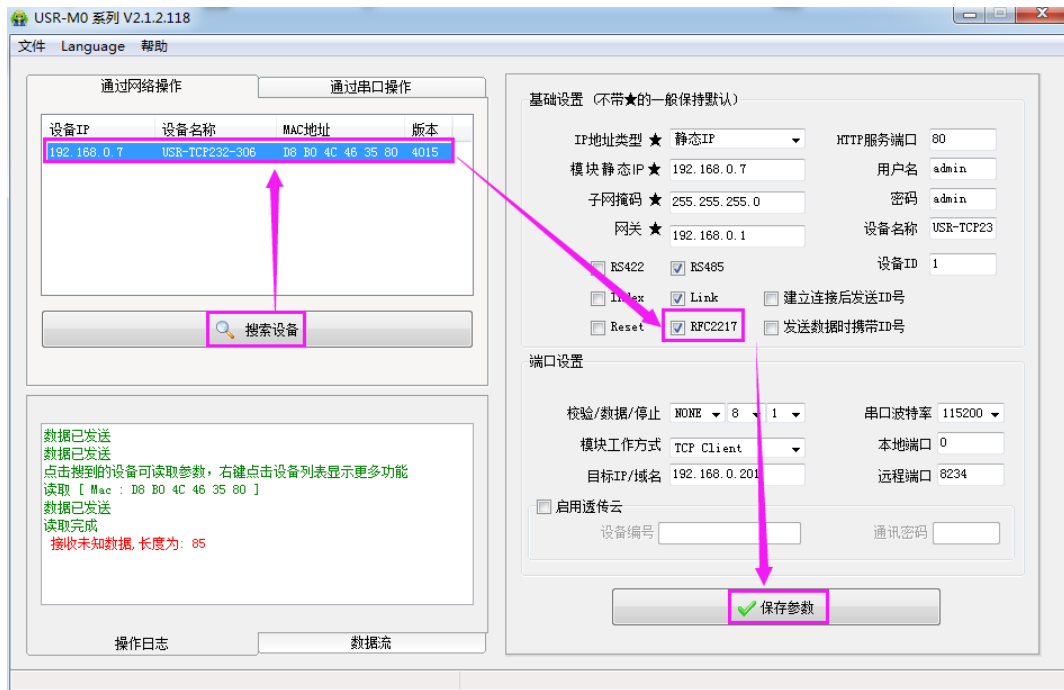 USR-M0 系列 V2.1.2.118
文件 Language 帮助
通过网络操作 通过串口操作
设备IP 设备名称 MAC地址 版本
192.168.0.7 USR-TCP232-306 D8 B0 4C 46 35 80 4015
搜索设备
数据已发送
数据已发送
点击搜到的设备可读取参数，右键点击设备列表显示更多功能
读取 [ Mac : D8 B0 4C 46 35 80 ]
数据已发送
读取完成
接收未知数据,长度为: 85
操作日志 数据流
基础设置 (不带★的一般保持默认)
IP地址类型 ★ 静态IP HTTP服务端口 80
模块静态IP★ 192.168.0.7 用户名 admin
子网掩码 ★ 255.255.255.0 密码 admin
网关 ★ 192.168.0.1 设备名称 USR-TCP23
RS422 RS485 设备ID 1
Index Link 建立连接后发送ID号
Reset RFC2217 发送数据时携带ID号
端口设置
校验/数据/停止 NONE 8 1 串口波特率 115200
模块工作方式 TCP Client 本地端口 0
目标IP/域名 192.168.0.201 远程端口 8234
启用透传云
设备编号 通讯密码
保存参数